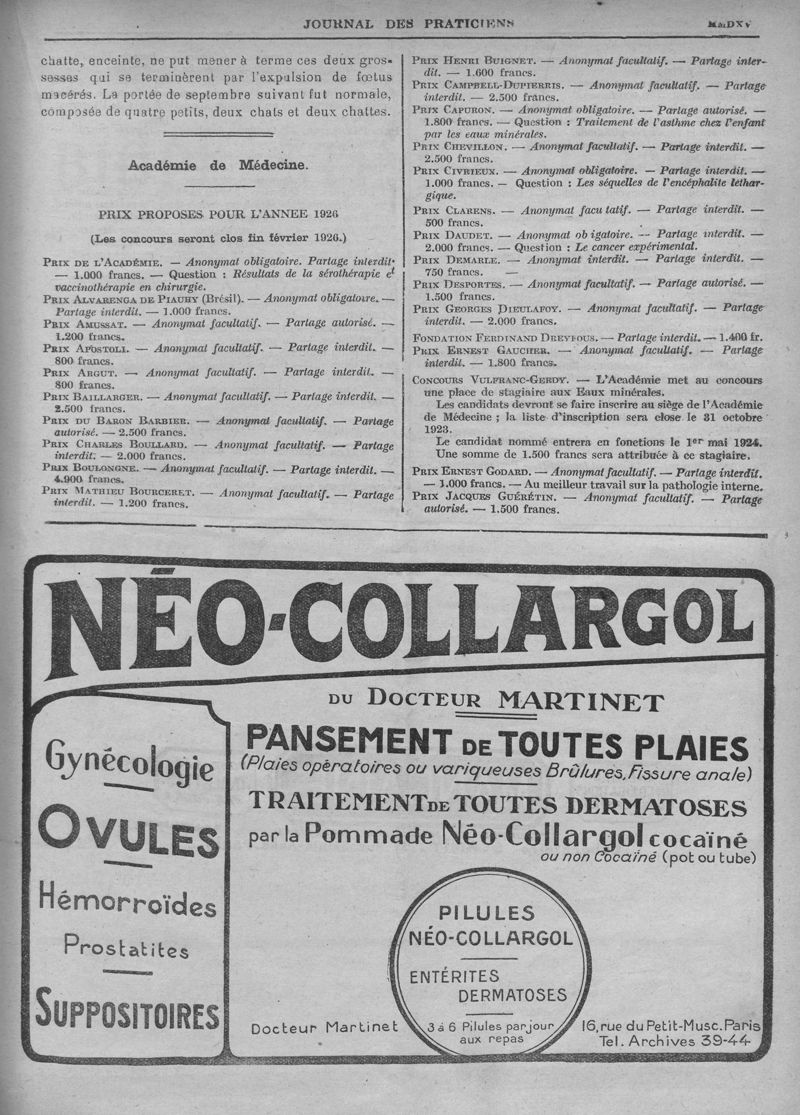 JOURNAL DES PRATICIENS
chatte, enceinte, ne put mener à terme ces deux gros-
sesses qui se terminèrent par l'expulsion de fœtus
macérés. La portée de septembre suivant fut normale,
composée de quatre petits, deux chats et deux chattes.
Académie de Médecine.
PRIX PROPOSES POUR L'ANNEE 1926
(Les concours seront clos fin février 1926.)
PRIX DE L'ACADÉMIE. — Anonymat obligatoire. Partage interdit.
— 1.000 francs. — Question : Résultats de la sérothérapie et
vaccinothérapie en chirurgie.
PRIX ALVARENGA DE PIAUHY (Brésil). — Anonymat obligatoire. —
Partage interdit. — 1.000 francs.
PRIX AMUSSAT. — Anonymat facultatif. — Partage autorisé. —
1.200 francs.
PRIX APOSTOLI. — Anonymat facultatif. — Partage interdit. —
800 francs.
PRIX ARGUT. — Anonymat facultatif. — Partage interdit. —
800 francs.
PRIX BAILLARGER. — Anonymat facultatif. — Partage interdit. —
2.500 francs.
PRIX DU BARON BARBIER. — Anonymat facultatif. — Partage
autorisé. — 2.500 francs.
PRIX CHARLES BOULLARD. — Anonymat facultatif. — Partage
interdit. — 2.000 francs.
PRIX BOULONGNE. — Anonymat facultatif. — Partage interdit. —
4.900 francs.
PRIX MATHIEU BOURCERET. — Anonymat facultatif. — Partage
interdit. — 1.200 francs.
PRIX HENRI BUIGNET. — Anonymat facultatif. — Partage inter-
dit. — 1.600 francs.
PRIX CAMPBELL-DUPIERRIS. — Anonymat facultatif. — Partage
interdit. — 2.500 francs.
PRIX CAPURON. — Anonymat obligatoire. — Partage autorisé. —
1.800 francs. — Question : Traitement de l'asthme chez l'enfant
par les eaux minérales.
PRIX CHEVILLON. — Anonymat facultatif. — Partage interdit. —
2.500 francs.
PRIX CIVRIEUX. — Anonymat obligatoire. — Partage interdit. —
1.000 francs. — Question : Les séquelles de l'encéphalite léthar-
gique.
PRIX CLARENS. — Anonymat facu tatif. — Partage interdit. —
500 francs.
PRIX DAUDET. — Anonymat ob igatoire. — Partage interdit. —
2.000 francs. — Question : Le cancer expérimental.
PRIX DEMARLE. — Anonymat interdit. — Partage interdit. —
750 francs. —
PRIX DESPORTES. — Anonymat facultatif. — Partage autorisé. —
1.500 francs.
PRIX GEORGES DIEULAFOY. — Anonymat facultatif. — Partage
interdit. — 2.000 francs.
FONDATION FERDINAND DREYFOUS. — Partage interdit. — 1.400 fr.
PRIX ERNEST GAUCHER. — Anonymat facultatif. — Partage
interdit. — 1.800 francs.
CONCOURS VULFRANC-GERDY. — L'Académie met au concours
une place de stagiaire aux Eaux minérales.
Les candidats devront se faire inscrire au siège de l'Académie
de Médecine ; la liste d'inscription sera close le 31 octobre
1923.
Le candidat nommé entrera en fonctions le 1er mai 1924.
Une somme de 1.500 francs sera attribuée à ce stagiaire.
PRIX ERNEST GODARD. — Anonymat facultatif. — Partage interdit.
— 1.000 francs. — Au meilleur travail sur la pathologie interne.
PRIX JACQUES GUÉRÉTIN. — Anonymat facultatif. — Partage
autorisé. — 1.500 francs.
NÉO-COLLARGOL
DU DOCTEUR MARTINET
PANSEMENT DE TOUTES PLAIES
(Plaies opératoires ou variqueuses Brûlures, Fissure anale)
TRAITEMENT DE TOUTES DERMATOSES
par la Pommade Néo-Collargol cocaïné
ou non Cocaïné (pot ou tube)
Gynécologie
OVULES
Hémorroïdes
Prostatites
SUPPOSITOIRES
PILULES
NÉO-COLLARGOL
ENTÉRITES
DERMATOSES
3 à 6 Pilules par jour
aux repas
Docteur Martinet
16, rue du Petit-Musc. Paris
Tel. Archives 39-44